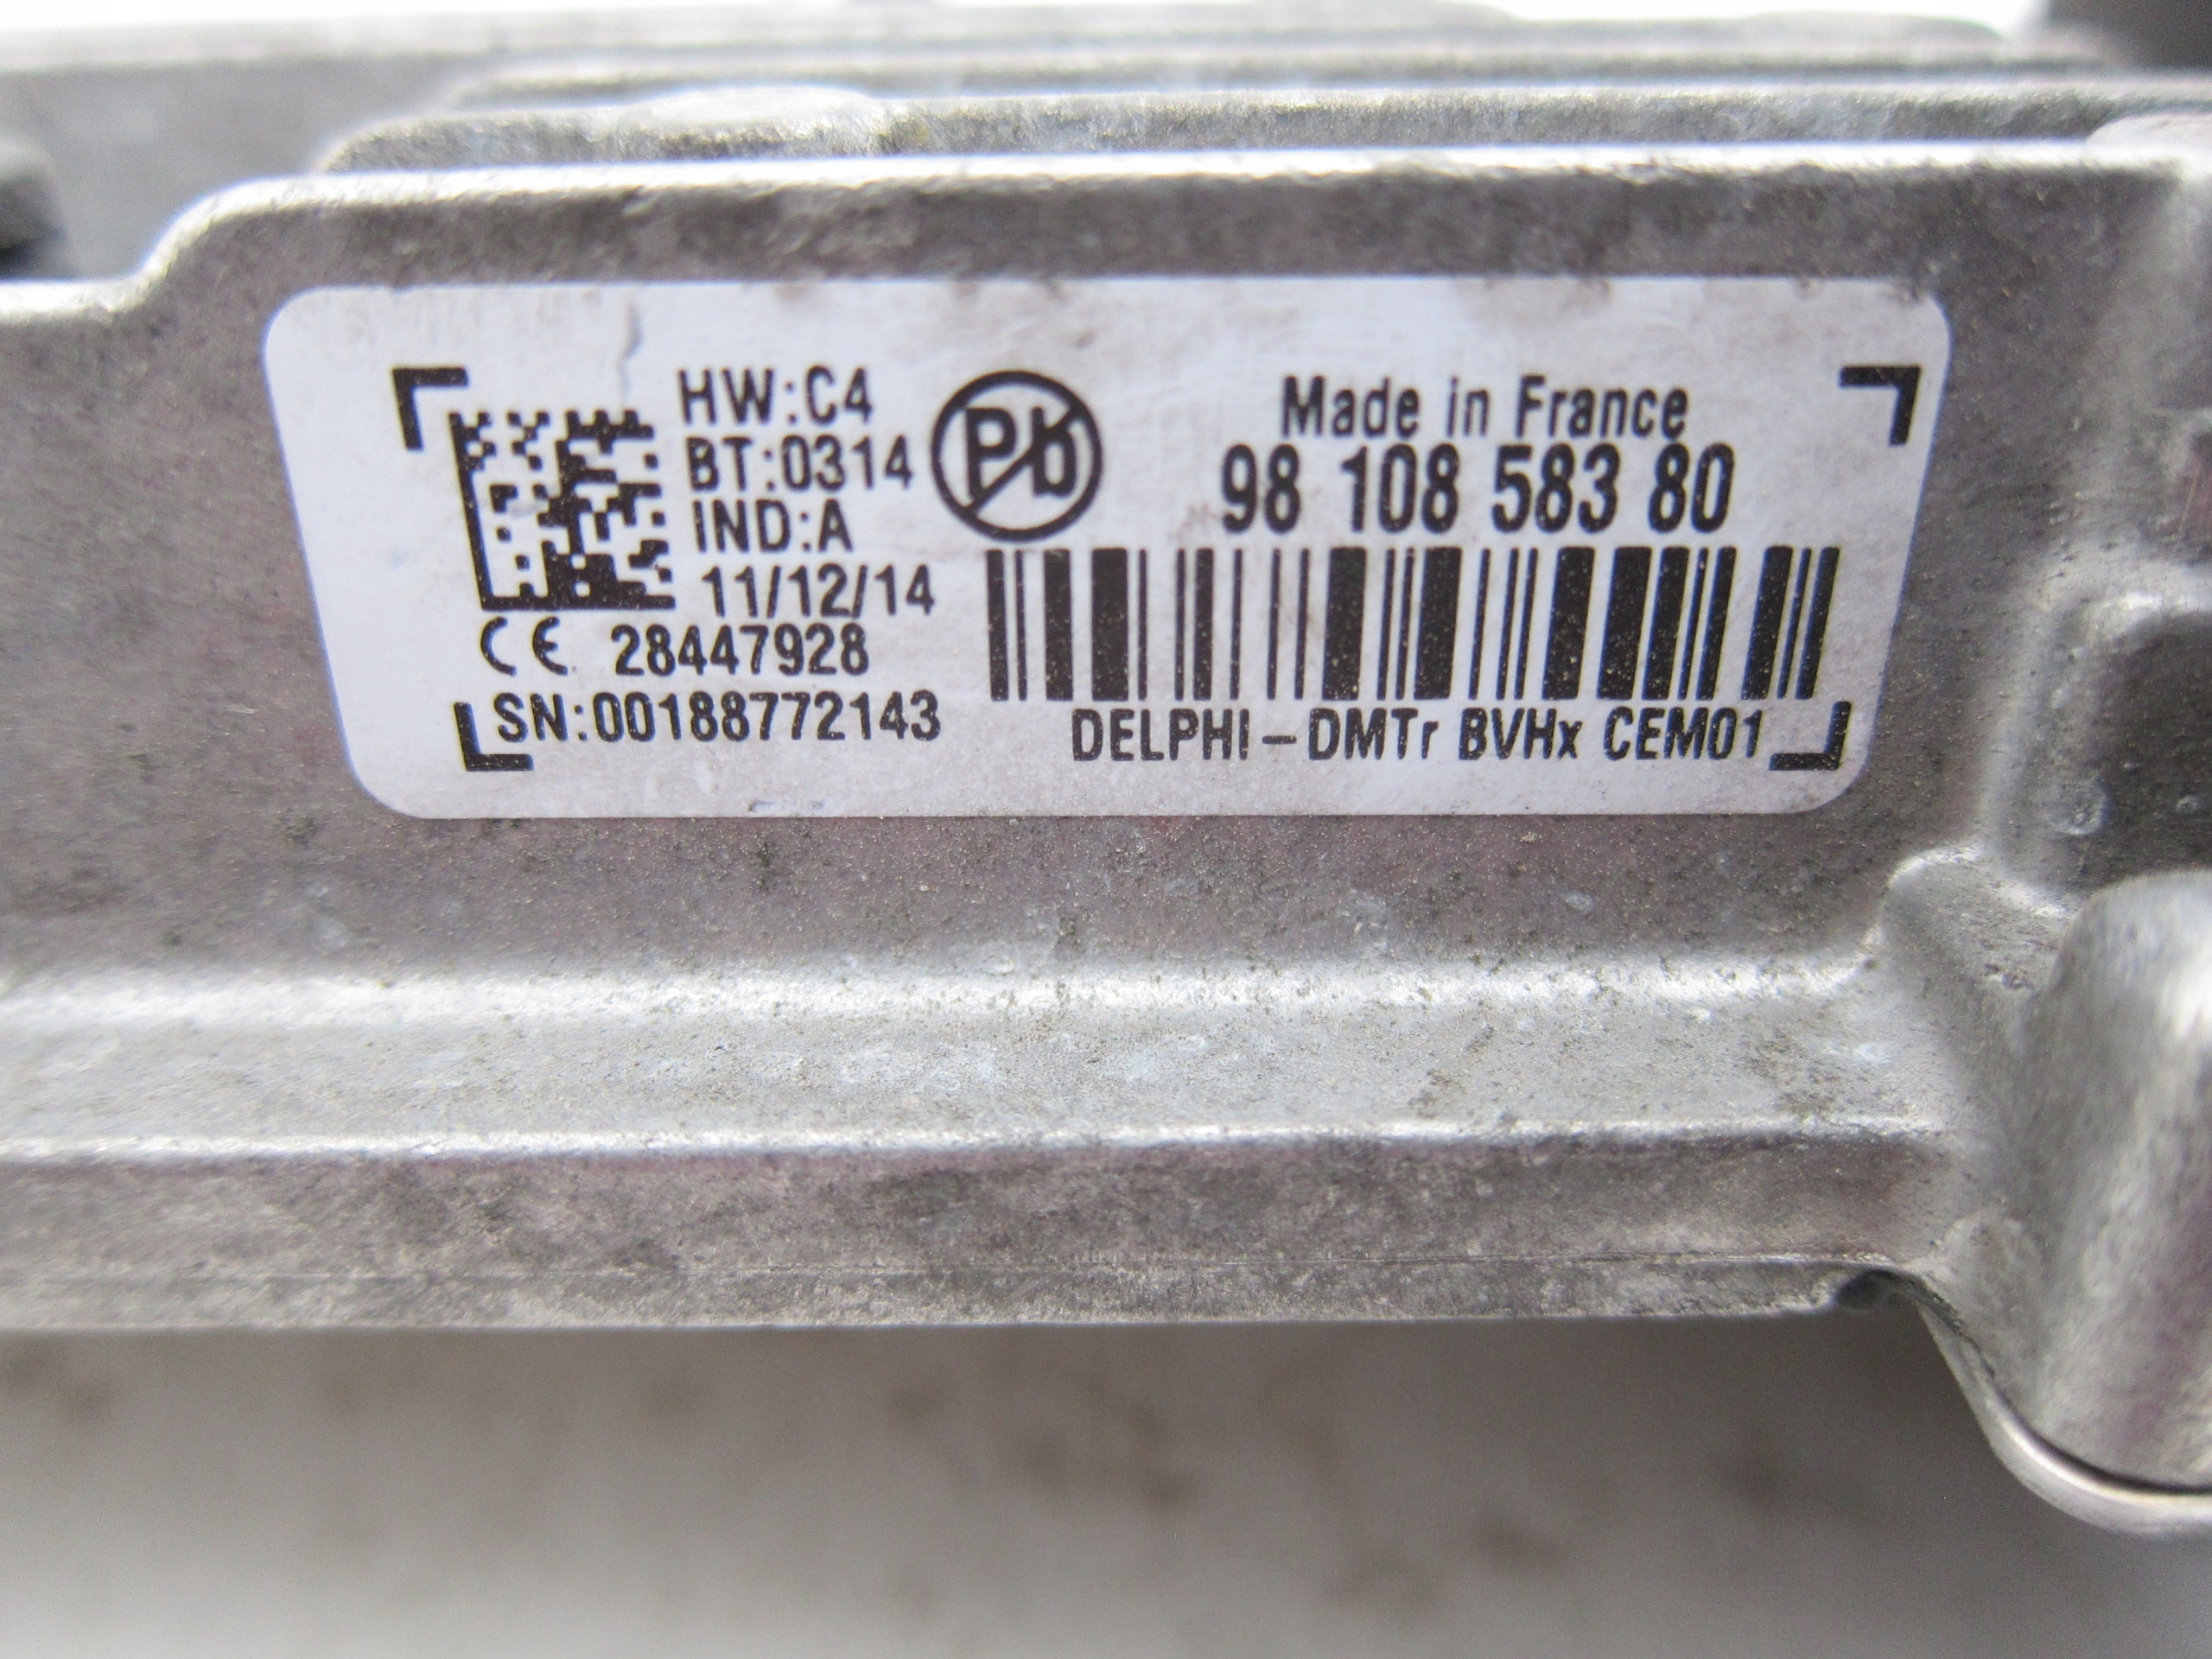 HW:C4
BT:0314
IND:A
11/12/14
CE 28447928
SN:00188772143
Pb
Made in France
98 108 583 80
DELPHI-DMTr BVHx CEM01